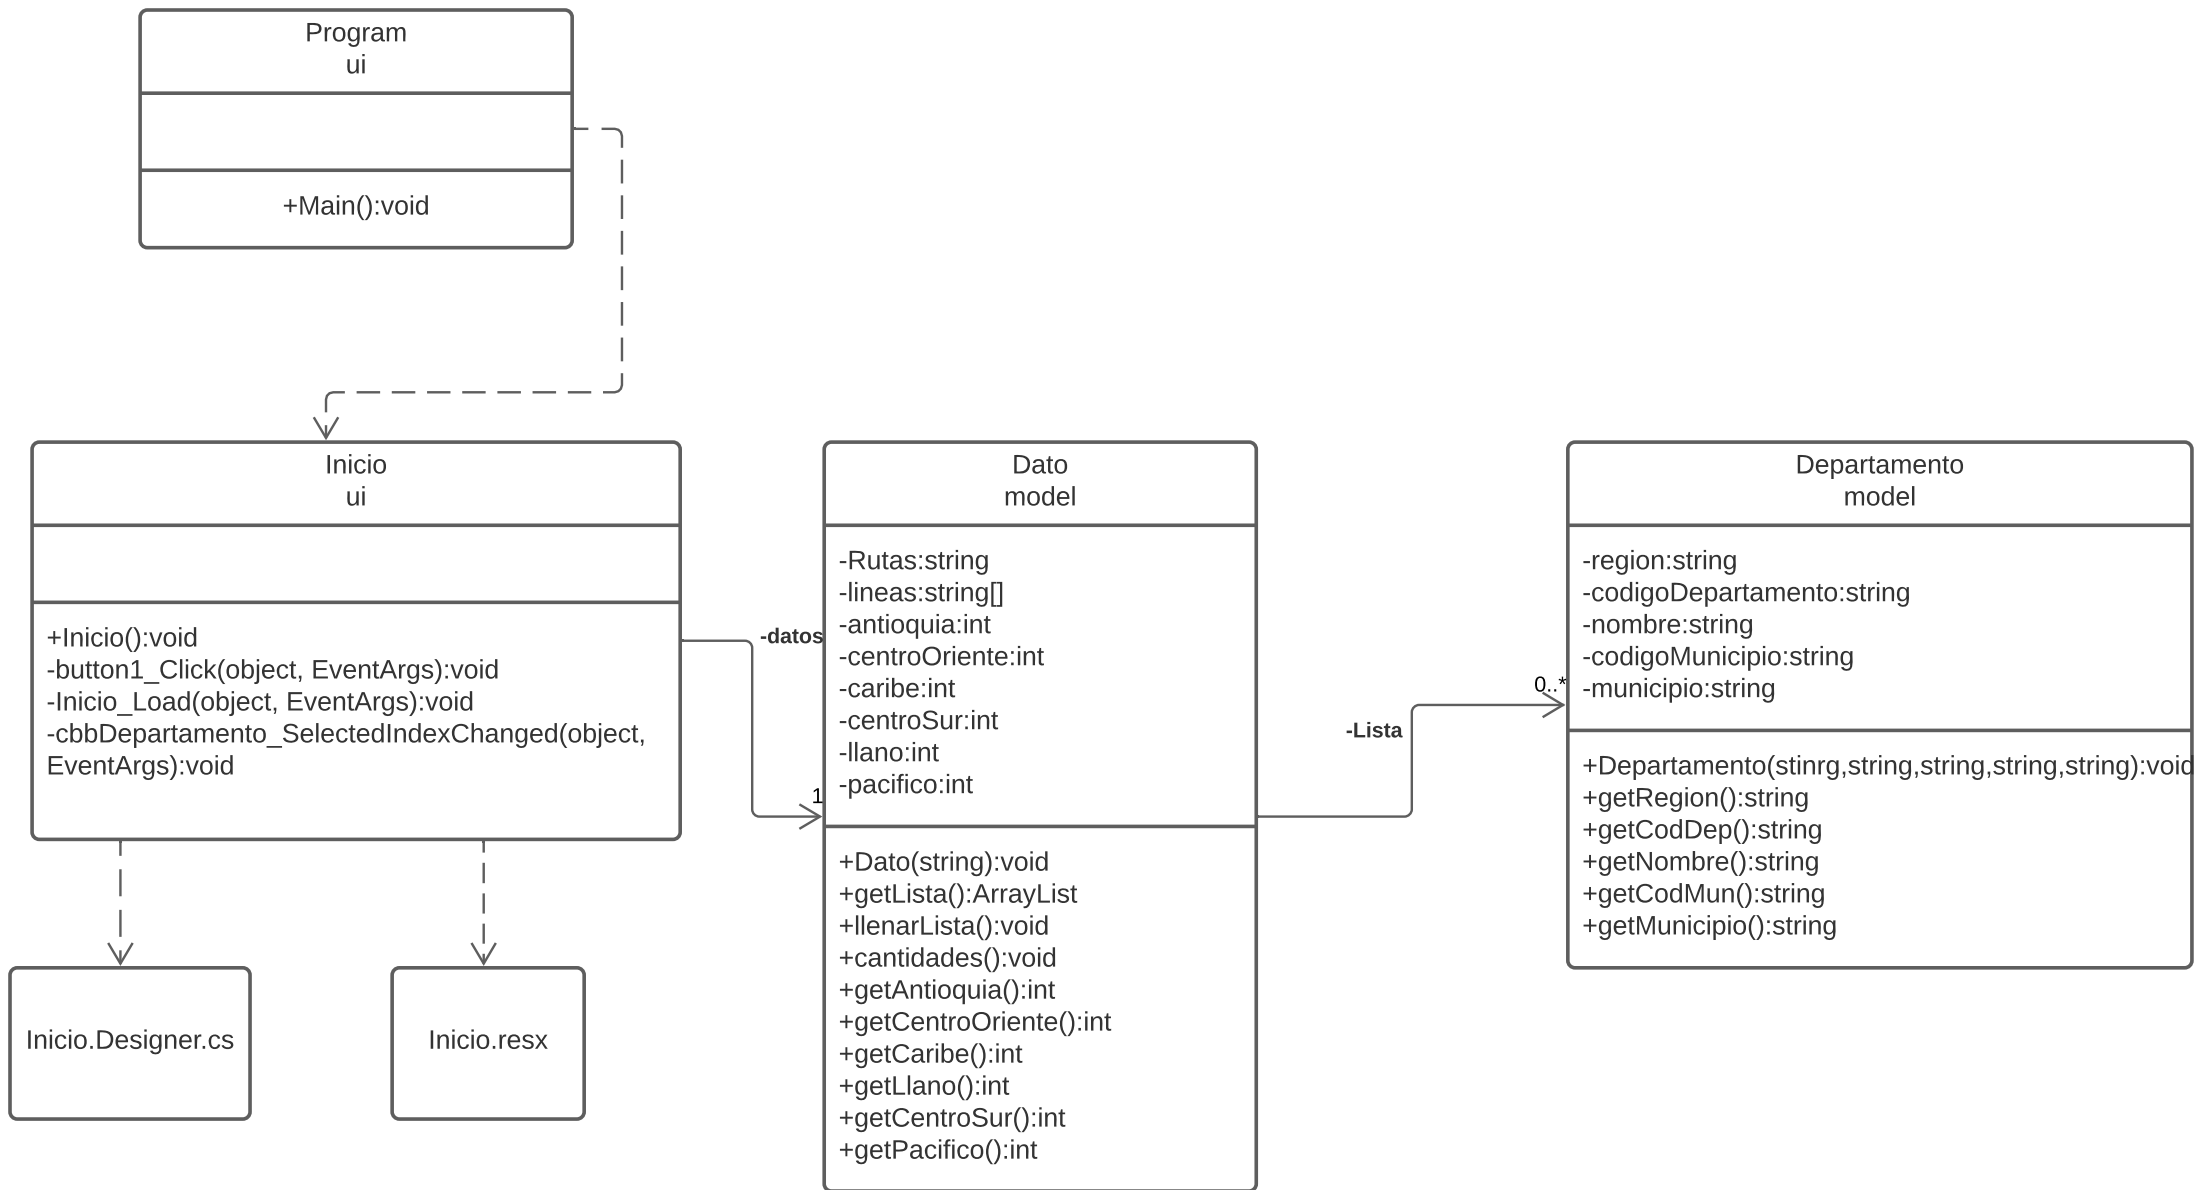 Program
ui
+Main():void
Inicio
ui
+Inicio():void
-button1_Click(object, EventArgs):void
-Inicio_Load(object, EventArgs):void
-cbbDepartamento_SelectedIndexChanged(object,
EventArgs):void
Inicio.Designer.cs
Inicio.resx
-datos
1
Dato
model
-Rutas:string
-lineas:string[]
-antioquia:int
-centroOriente:int
-caribe:int
-centroSur:int
-llano:int
-pacifico:int
+Dato(string):void
+getLista():ArrayList
+llenarLista():void
+cantidades():void
+getAntioquia():int
+getCentroOriente():int
+getCaribe():int
+getLlano():int
+getCentroSur():int
+getPacifico():int
-Lista
0..*
Departamento
model
-region:string
-codigoDepartamento:string
-nombre:string
-codigoMunicipio:string
-municipio:string
+Departamento(stinrg,string,string,string,string):void
+getRegion():string
+getCodDep():string
+getNombre():string
+getCodMun():string
+getMunicipio():string